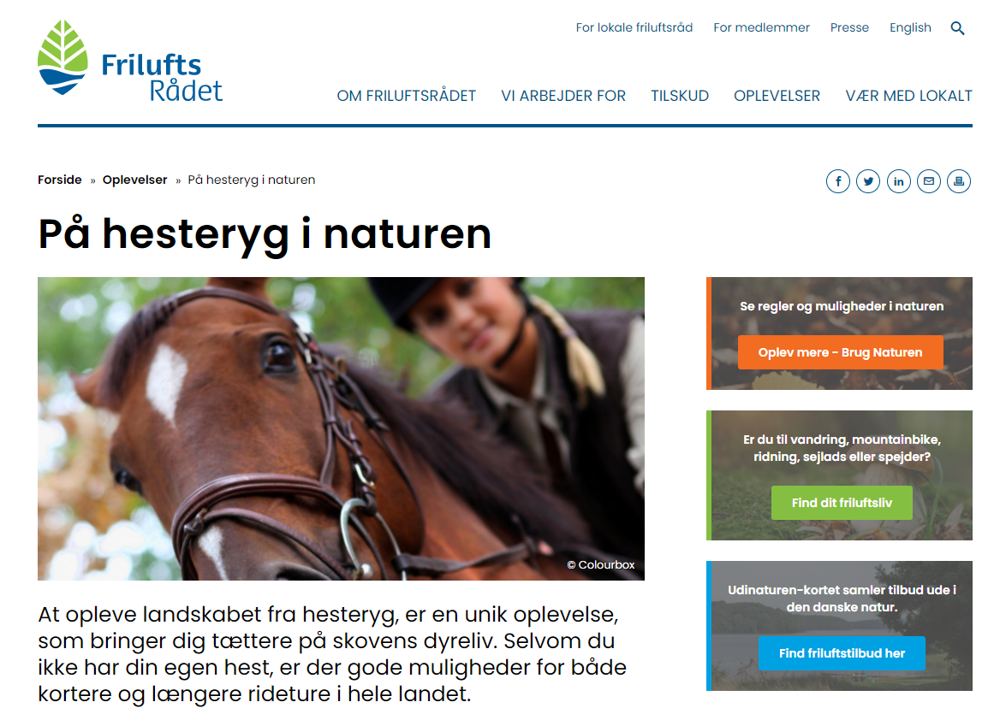 For lokale friluftsråd For medlemmer Presse English
Frilufts
Rådet
OM FRILUFTSRÅDET VI ARBEJDER FOR TILSKUD OPLEVELSER VÆR MED LOKALT
Forside » Oplevelser » På hesteryg i naturen
På hesteryg i naturen
© Colourbox
At opleve landskabet fra hesteryg, er en unik oplevelse,
som bringer dig tættere på skovens dyreliv. Selvom du
ikke har din egen hest, er der gode muligheder for både
kortere og længere rideture i hele landet.
Se regler og muligheder i naturen
Oplev mere - Brug Naturen
Er du til vandring, mountainbike,
ridning, sejlads eller spejder?
Find dit friluftsliv
Udinaturen-kortet samler tilbud ude i
den danske natur.
Find friluftstilbud her